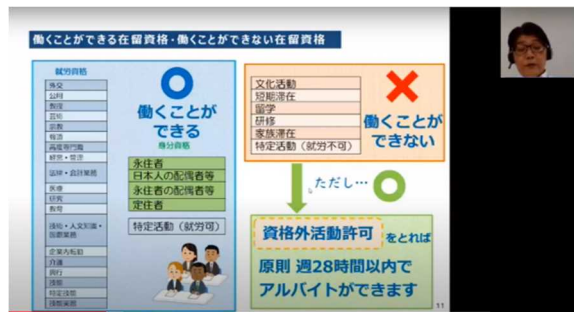 働くことができる在留資格・働くことができない在留資格
就労資格
外交
公用
教授
芸術
宗教
報道
高度専門職
経営・管理
法律・会計業務
医療
研究
教育
技術・人文知識・
国際業務
企業内転勤
介護
興行
技能
特定技能
技能実習
働くことが
できる
身分資格
永住者
日本人の配偶者等
永住者の配偶者等
定住者
特定活動（就労可）
文化活動
短期滞在
留学
研修
家族滞在
特定活動（就労不可）
働くことが
できない
ただし…
資格外活動許可 をとれば
原則 週28時間以内で
アルバイトができます
11